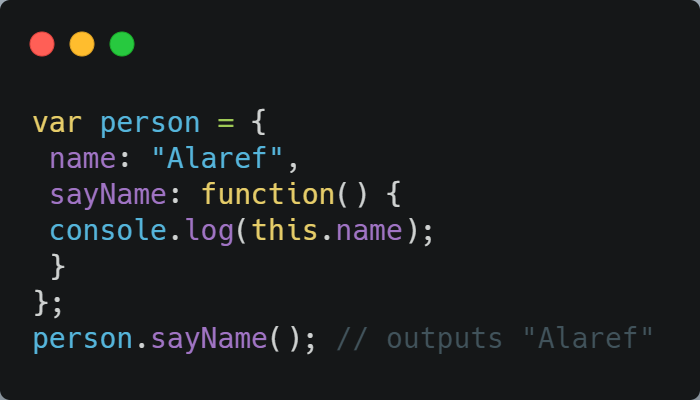 var person = {
 name: "Alaref",
 sayName: function() {
 console.log(this.name);
 }
};
person.sayName(); // outputs "Alaref"